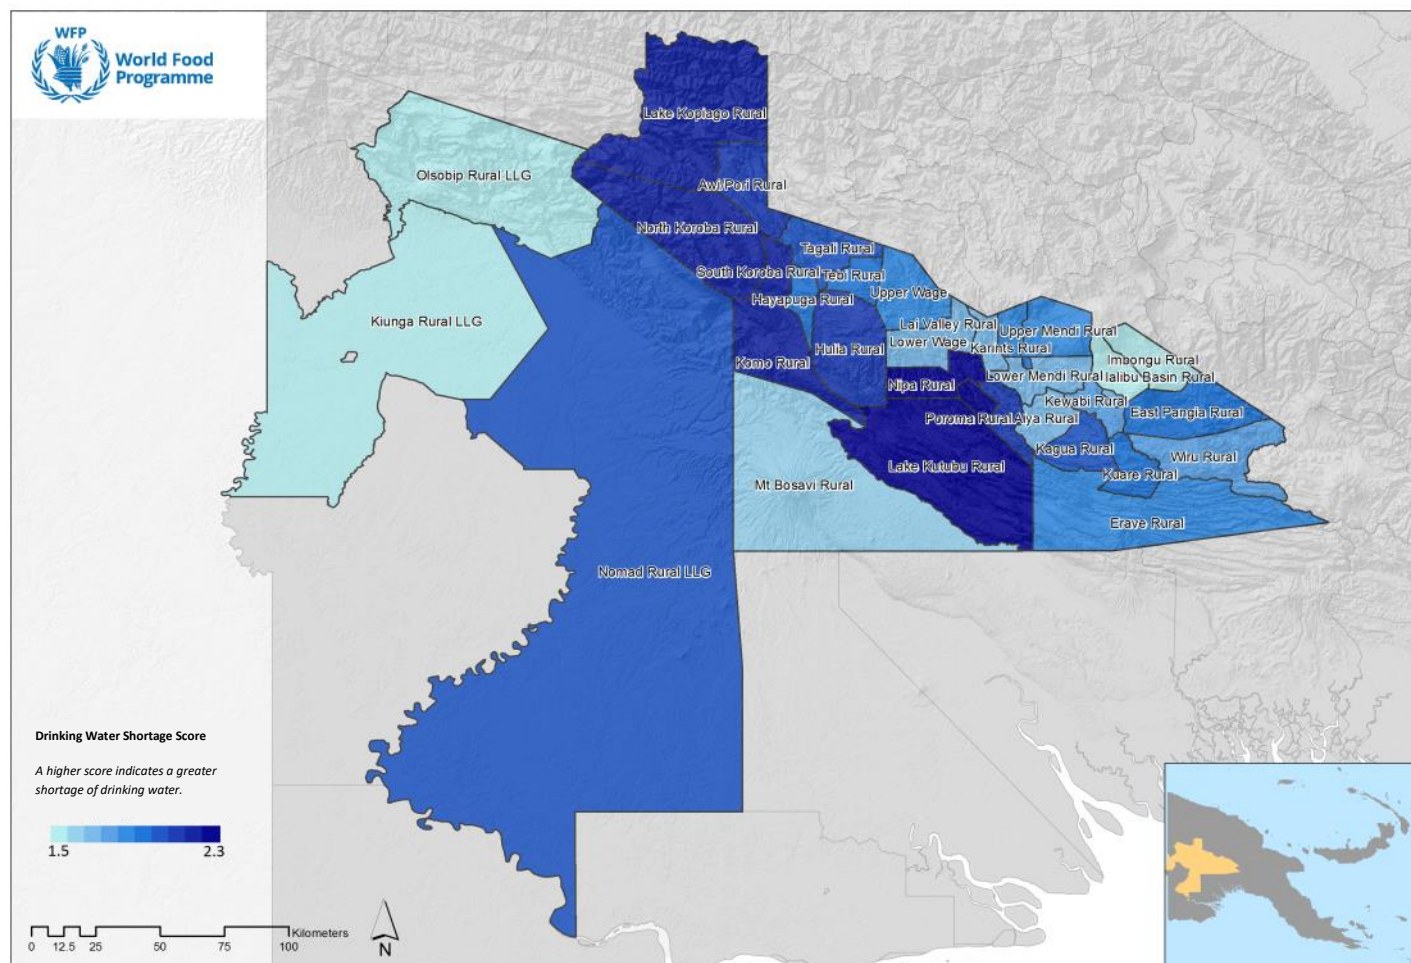 WFP
World Food
Programme
Lake Kopiago Rural
Olsobip Rural LLG
Awi/Pori Rural
North Koroba Rural
Tagali Rural
South Koroba Rural
Tebi Rural
Upper Wage
Hayapuga Rural
Kiunga Rural LLG
Lai Valley Rural
Upper Mendi Rural
Lower Wage
Karints Rural
Hulia Rural
Imbongu Rural
Komo Rural
Lower Mendi Rural
Ialibu Basin Rural
Nipa Rural
Kewabi Rural
East Pangia Rural
Poroma Rural
Aiya Rural
Kagua Rural
Wiru Rural
Lake Kutubu Rural
Kuare Rural
Mt Bosavi Rural
Erave Rural
Nomad Rural LLG
Drinking Water Shortage Score
A higher score indicates a greater
shortage of drinking water.
1.5 2.3
Kilometers
0 12.5 25 50 75 100
N